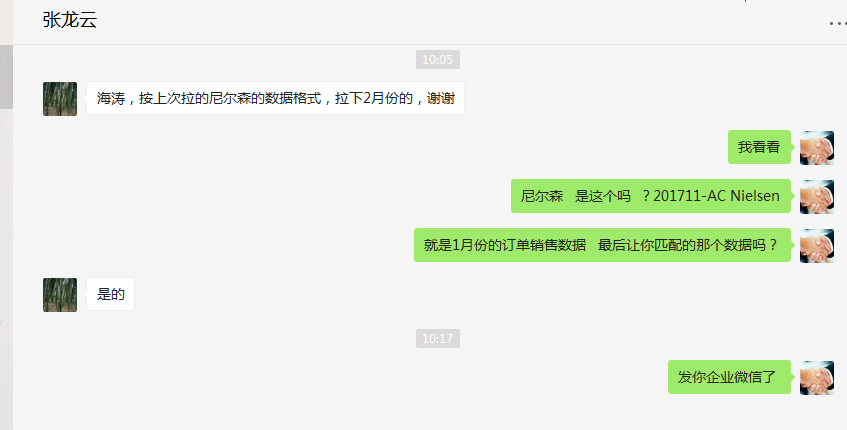 张龙云
10:05
海涛，按上次拉的尼尔森的数据格式，拉下2月份的，谢谢
我看看
尼尔森 是这个吗 ？201711-AC Nielsen
就是1月份的订单销售数据 最后让你匹配的那个数据吗？
是的
10:17
发你企业微信了